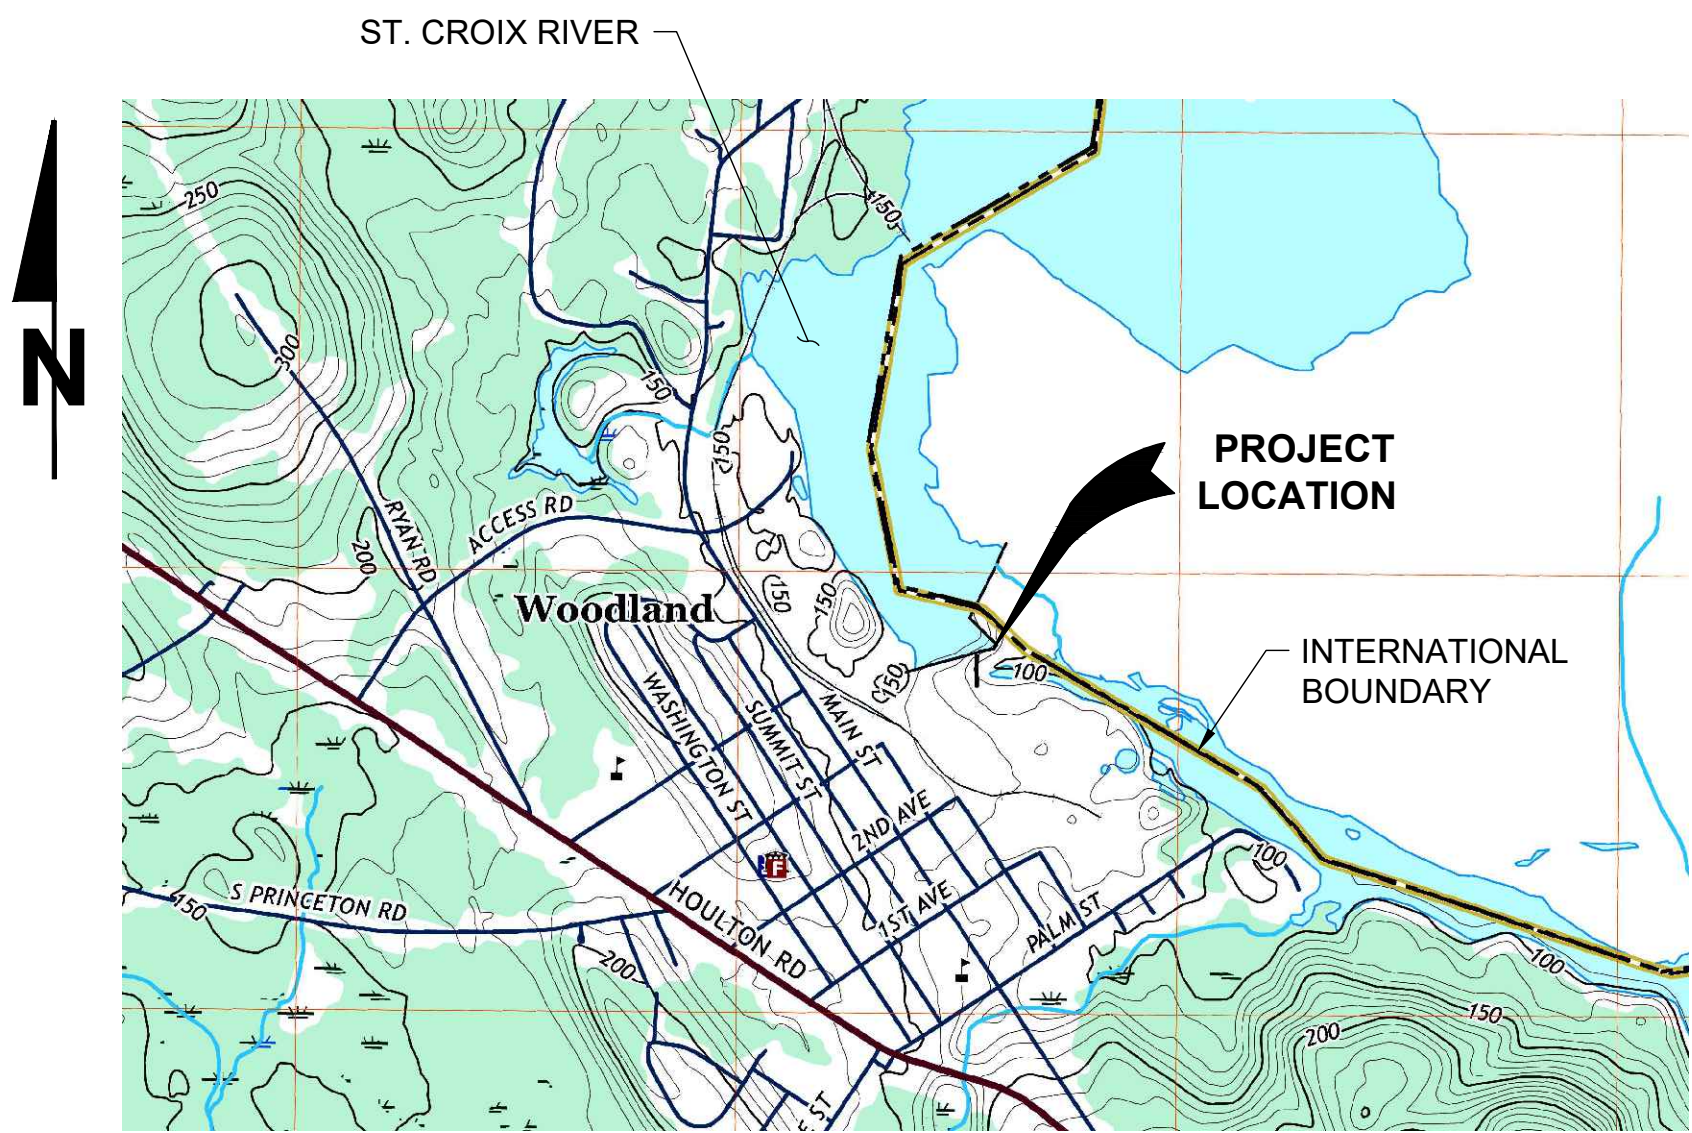 ST. CROIX RIVER
N
250
150
300
150
150
PROJECT
LOCATION
RYAN RD
ACCESS RD
200
Woodland
150
150
INTERNATIONAL
BOUNDARY
100
150
WASHINGTON ST
SUMMIT ST
MAIN ST
2ND AVE
F
100
S PRINCETON RD
150
HOULTON RD
1ST AVE
PALM ST
200
100
150
200
ST